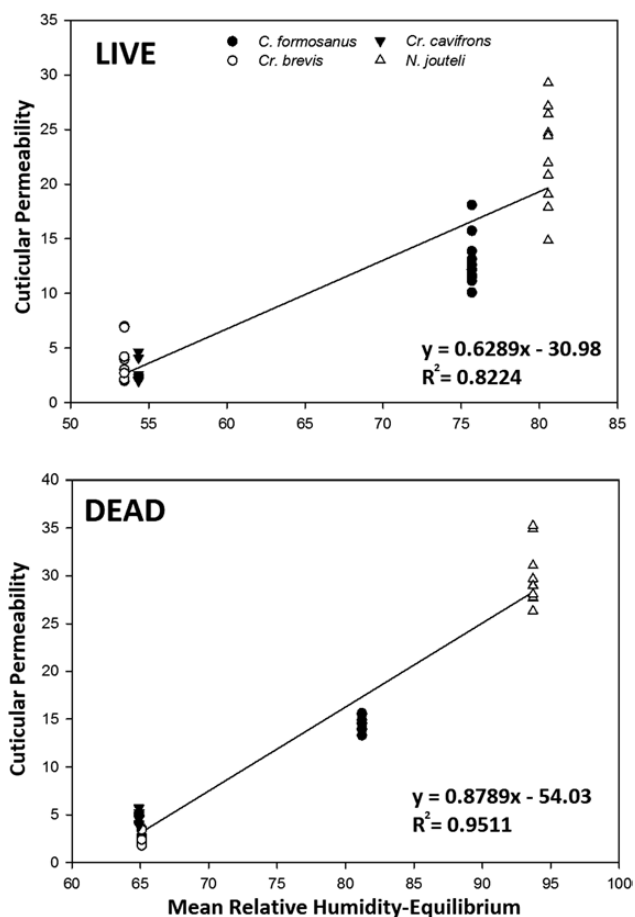 LIVE
● C. formosanus ▼ Cr. cavifrons
○ Cr. brevis △ N. jouteli
Cuticular Permeability
35
30
25
20
15
10
5
0
y = 0.6289x - 30.98
R² = 0.8224
50 55 60 65 70 75 80 85
DEAD
Cuticular Permeability
40
35
30
25
20
15
10
5
0
y = 0.8789x - 54.03
R² = 0.9511
60 65 70 75 80 85 90 95 100
Mean Relative Humidity-Equilibrium